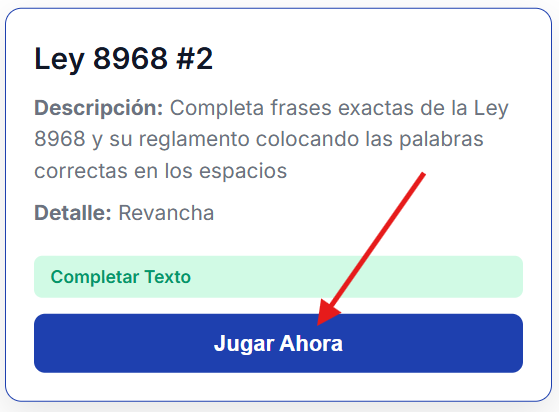 Ley 8968 #2
Descripción: Completa frases exactas de la Ley
8968 y su reglamento colocando las palabras
correctas en los espacios
Detalle: Revancha
Completar Texto
Jugar Ahora